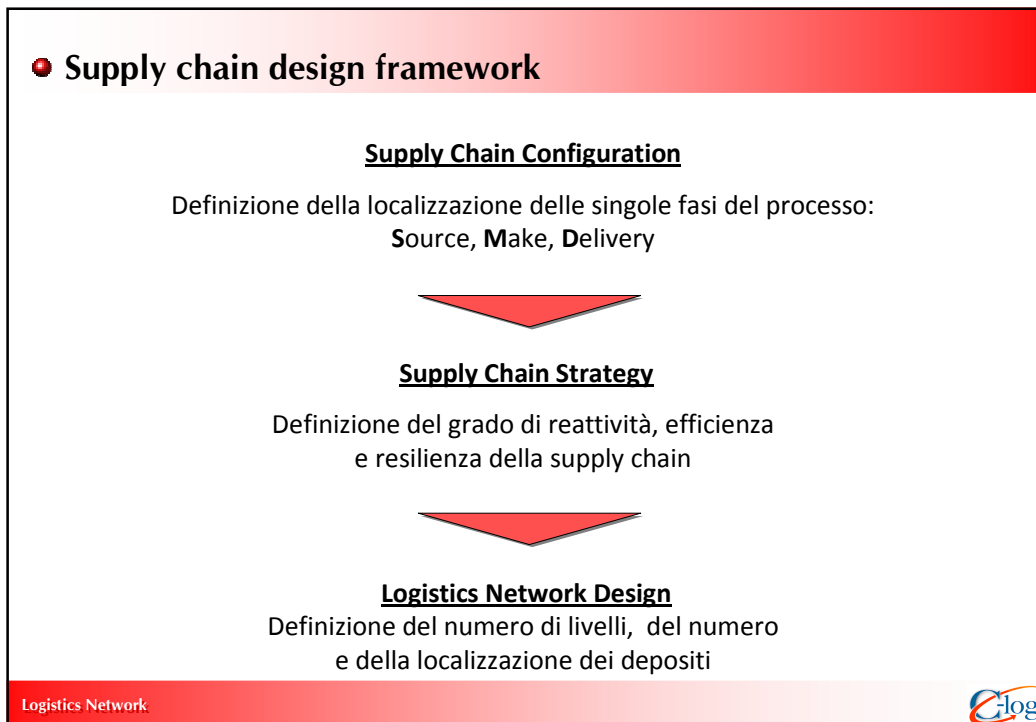 Supply chain design framework
Supply Chain Configuration
Definizione della localizzazione delle singole fasi del processo:
Source, Make, Delivery
Supply Chain Strategy
Definizione del grado di reattività, efficienza
e resilienza della supply chain
Logistics Network Design
Definizione del numero di livelli, del numero
e della localizzazione dei depositi
Logistics Network
C-log